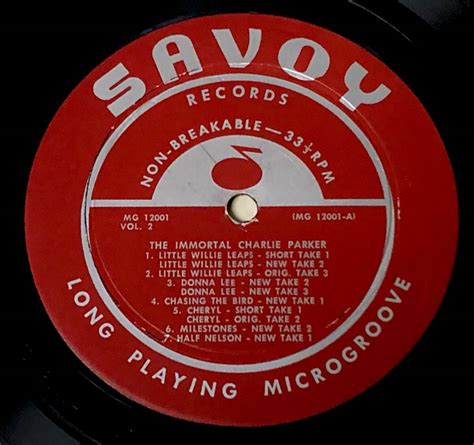 SAVOY
RECORDS
NON-BREAKABLE—33⅓RPM
MG 12001
VOL. 2
(MG 12001-A)
THE IMMORTAL CHARLIE PARKER
1. LITTLE WILLIE LEAPS - SHORT TAKE 1
LITTLE WILLIE LEAPS - NEW TAKE 2
2. LITTLE WILLIE LEAPS - ORIG. TAKE 3
3. DONNA LEE - NEW TAKE 2
DONNA LEE - NEW TAKE 3
4. CHASING THE BIRD - NEW TAKE 2
5. CHERYL - SHORT TAKE 1
CHERYL - ORIG. TAKE 2
6. MILESTONES - NEW TAKE 2
7. HALF NELSON - NEW TAKE 1
LONG PLAYING MICROGROOVE